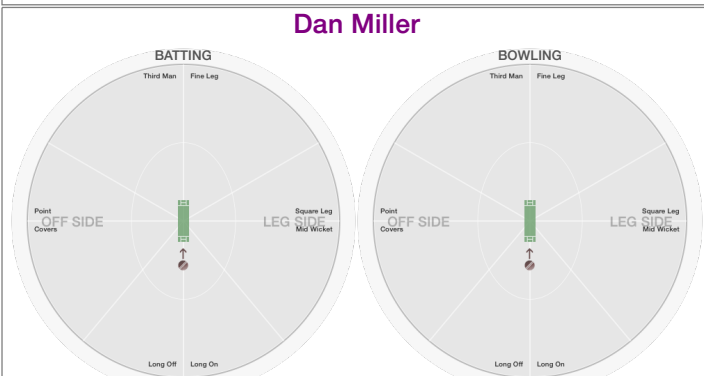 Dan Miller
BATTING
Third Man Fine Leg
Point
OFF SIDE
Covers
Square Leg
LEG SIDE
Mid Wicket
Long Off Long On
BOWLING
Third Man Fine Leg
Point
OFF SIDE
Covers
Square Leg
LEG SIDE
Mid Wicket
Long Off Long On